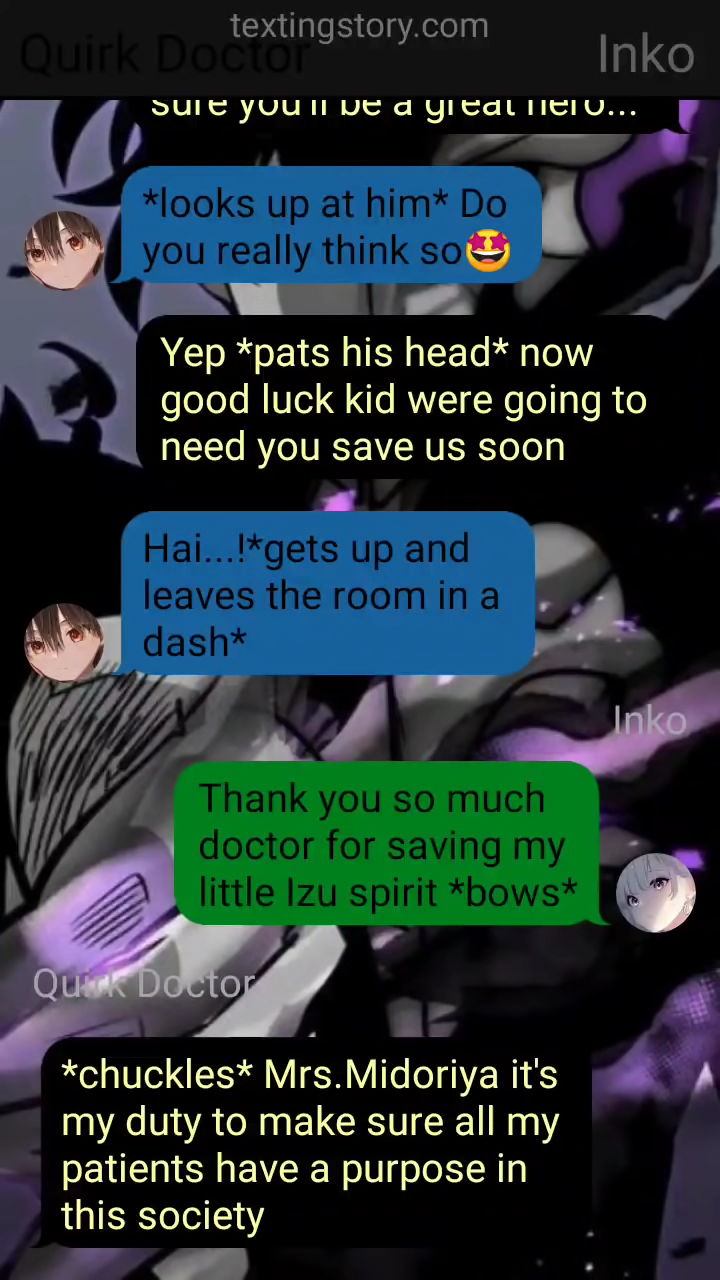 textingstory.com
Quirk Doctor
Inko
sure you'll be a great hero...
*looks up at him* Do
you really think so🤩
Yep *pats his head* now
good luck kid were going to
need you save us soon
Hai...!*gets up and
leaves the room in a
dash*
Inko
Thank you so much
doctor for saving my
little Izu spirit *bows*
Quirk Doctor
*chuckles* Mrs.Midoriya it's
my duty to make sure all my
patients have a purpose in
this society